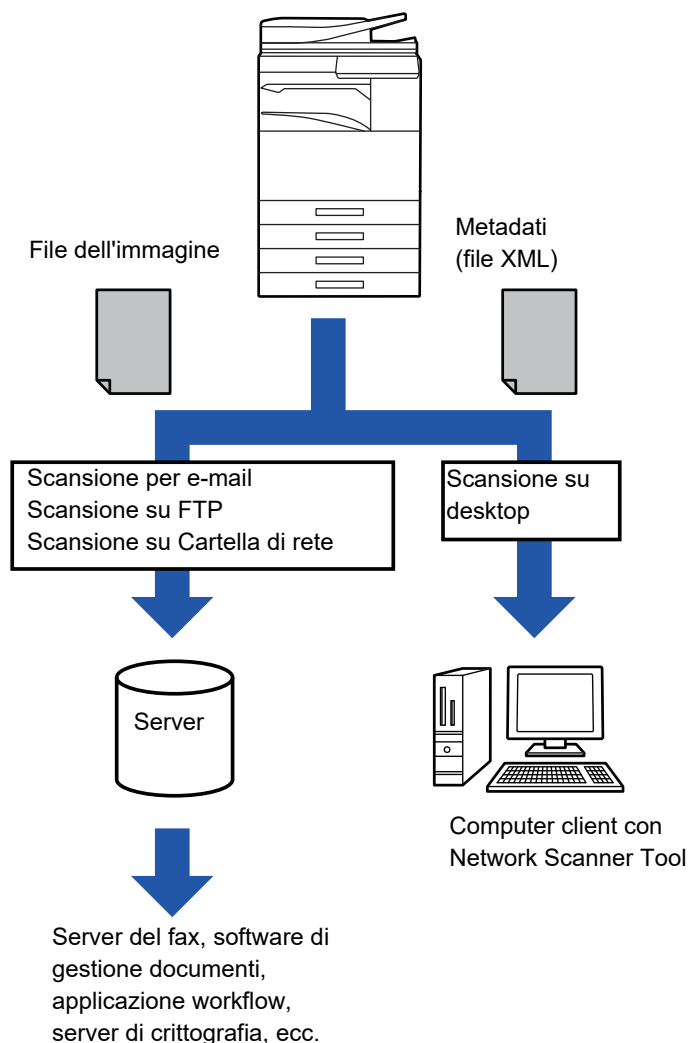 File dell'immagine
Metadati
(file XML)
Scansione per e-mail
Scansione su FTP
Scansione su Cartella di rete
Scansione su
desktop
Server
Computer client con
Network Scanner Tool
Server del fax, software di
gestione documenti,
applicazione workflow,
server di crittografia, ecc.